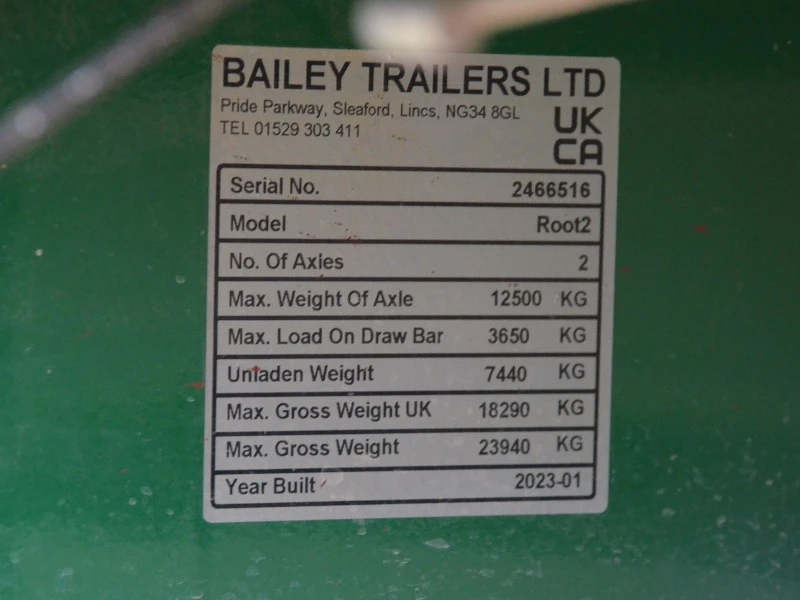 BAILEY TRAILERS LTD
Pride Parkway, Sleaford, Lincs, NG34 8GL
TEL 01529 303 411
UK
CA
Serial No. 2466516
Model Root2
No. Of Axies 2
Max. Weight Of Axle 12500 KG
Max. Load On Draw Bar 3650 KG
Unladen Weight 7440 KG
Max. Gross Weight UK 18290 KG
Max. Gross Weight 23940 KG
Year Built 2023-01